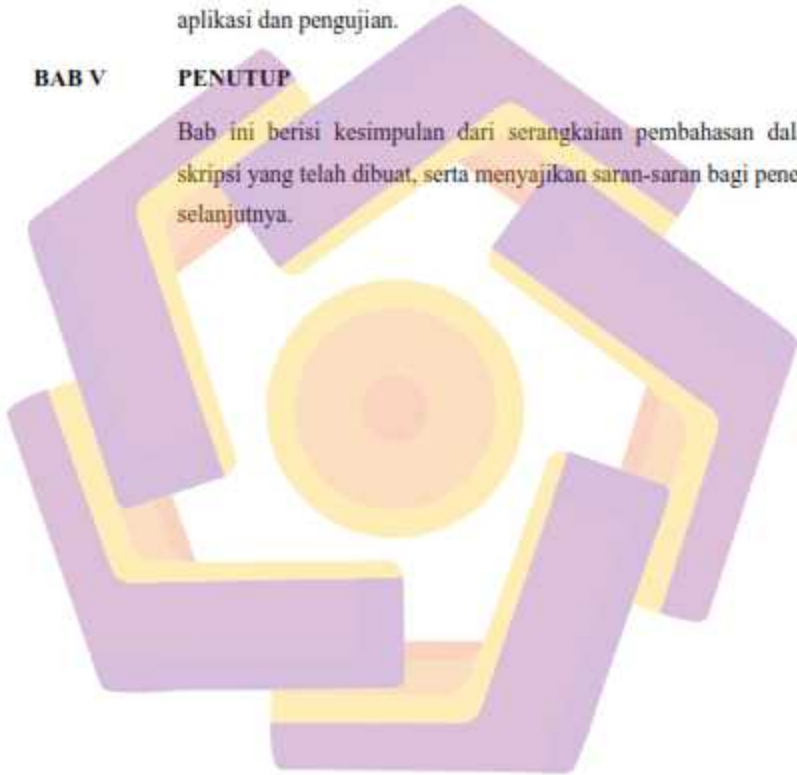 aplikasi dan pengujian.
BAB V PENUTUP
Bab ini berisi kesimpulan dari serangkaian pembahasan dal
skripsi yang telah dibuat, serta menyajikan saran-saran bagi pene
selanjutnya.